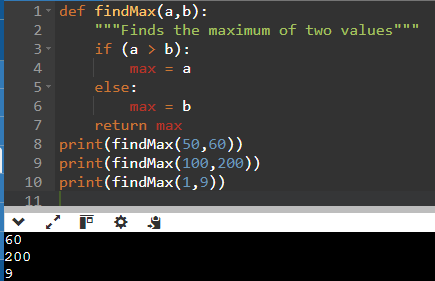 1 def findMax(a,b):
2     """Finds the maximum of two values"""
3     if (a > b):
4         max = a
5     else:
6         max = b
7     return max
8 print(findMax(50,60))
9 print(findMax(100,200))
10 print(findMax(1,9))
11
60
200
9